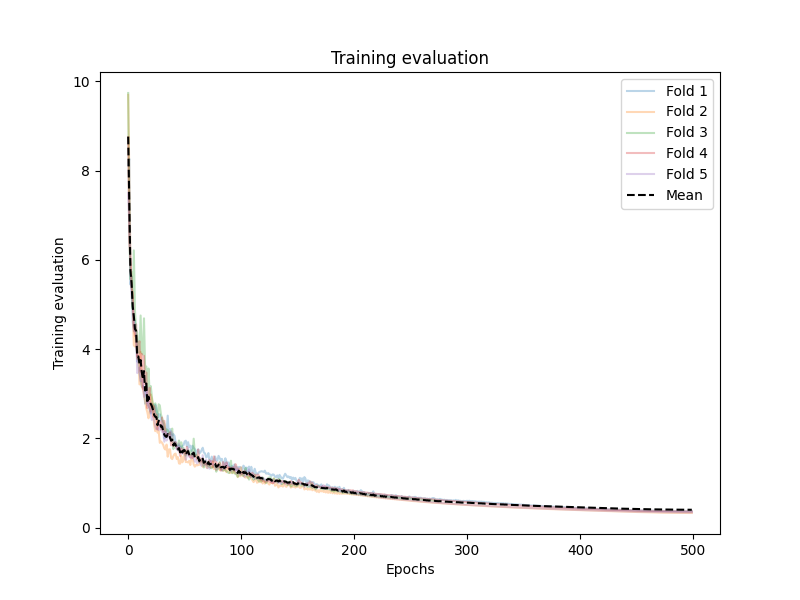 Training evaluation
Training evaluation
10
8
6
4
2
0
0 100 200 300 400 500
Epochs
Fold 1
Fold 2
Fold 3
Fold 4
Fold 5
Mean